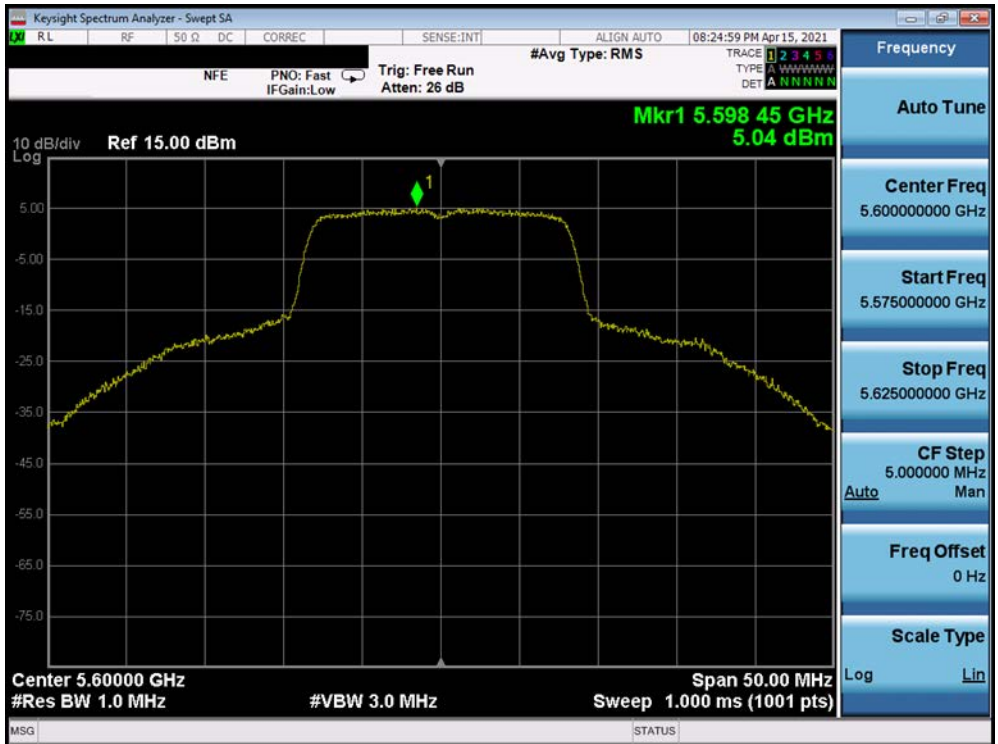 Keysight Spectrum Analyzer - Swept SA
LXI RL RF 50 Ω DC CORREC SENSE:INT ALIGN AUTO 08:24:59 PM Apr 15, 2021
NFE PNO: Fast Trig: Free Run #Avg Type: RMS TRACE 1 2 3 4 5 6
IFGain:Low Atten: 26 dB TYPE A WWWWW
DET A N N N N N
Mkr1 5.598 45 GHz
5.04 dBm
10 dB/div Ref 15.00 dBm
Log
1
5.00
-5.00
-15.0
-25.0
-35.0
-45.0
-55.0
-65.0
-75.0
Center 5.60000 GHz Span 50.00 MHz
#Res BW 1.0 MHz #VBW 3.0 MHz Sweep 1.000 ms (1001 pts)
MSG STATUS
Frequency
Auto Tune
Center Freq
5.600000000 GHz
Start Freq
5.575000000 GHz
Stop Freq
5.625000000 GHz
CF Step
5.000000 MHz
Auto Man
Freq Offset
0 Hz
Scale Type
Log Lin